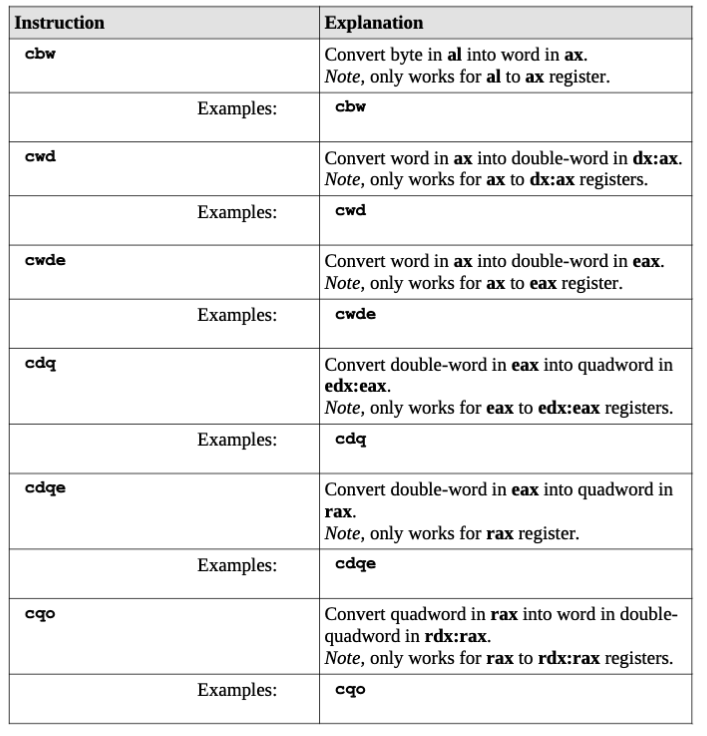 Instruction Explanation
cbw Convert byte in al into word in ax.
Note, only works for al to ax register.
Examples: cbw
cwd Convert word in ax into double-word in dx:ax.
Note, only works for ax to dx:ax registers.
Examples: cwd
cwde Convert word in ax into double-word in eax.
Note, only works for ax to eax register.
Examples: cwde
cdq Convert double-word in eax into quadword in
edx:eax.
Note, only works for eax to edx:eax registers.
Examples: cdq
cdqe Convert double-word in eax into quadword in
rax.
Note, only works for rax register.
Examples: cdqe
cqo Convert quadword in rax into word in double-
quadword in rdx:rax.
Note, only works for rax to rdx:rax registers.
Examples: cqo